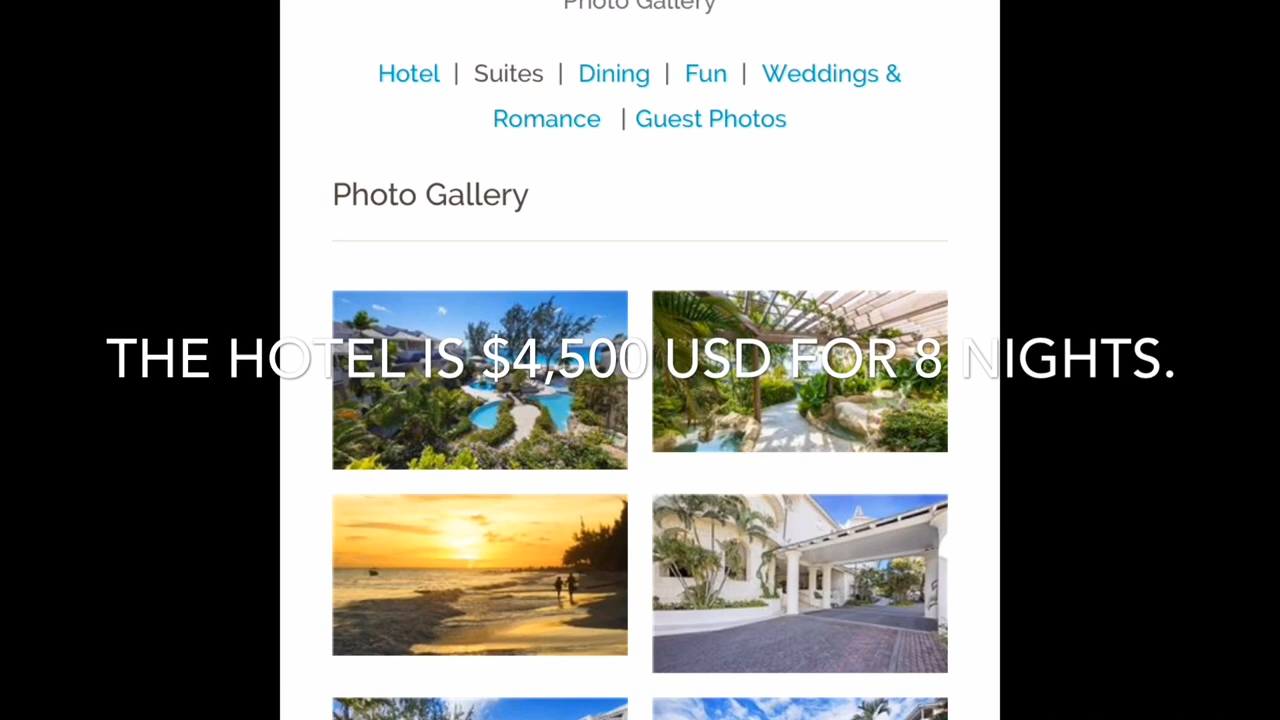 Photo Gallery
Hotel | Suites | Dining | Fun | Weddings &
Romance | Guest Photos
Photo Gallery
THE HOTEL IS $4,500 USD FOR 8 NIGHTS.